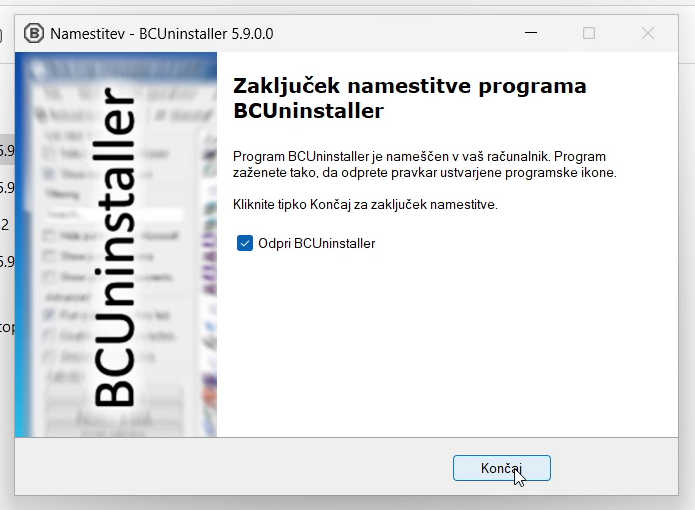 Namestitev - BCUninstaller 5.9.0.0
BCUninstaller
Zaključek namestitve programa
BCUninstaller
Program BCUninstaller je nameščen v vaš računalnik. Program
zaženete tako, da odprete pravkar ustvarjene programske ikone.
Kliknite tipko Končaj za zaključek namestitve.
Odpri BCUninstaller
Končaj